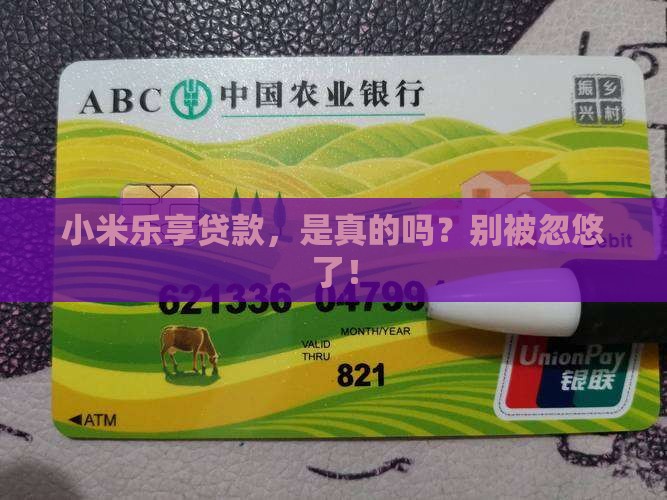 ABC 中国农业银行
振乡
兴村
小米乐享贷款，是真的吗？别被忽悠
了！
ebit
621336 04799
MONTH/YEAR
VALID
THRU
821
UnionPay
银联
◀ATM